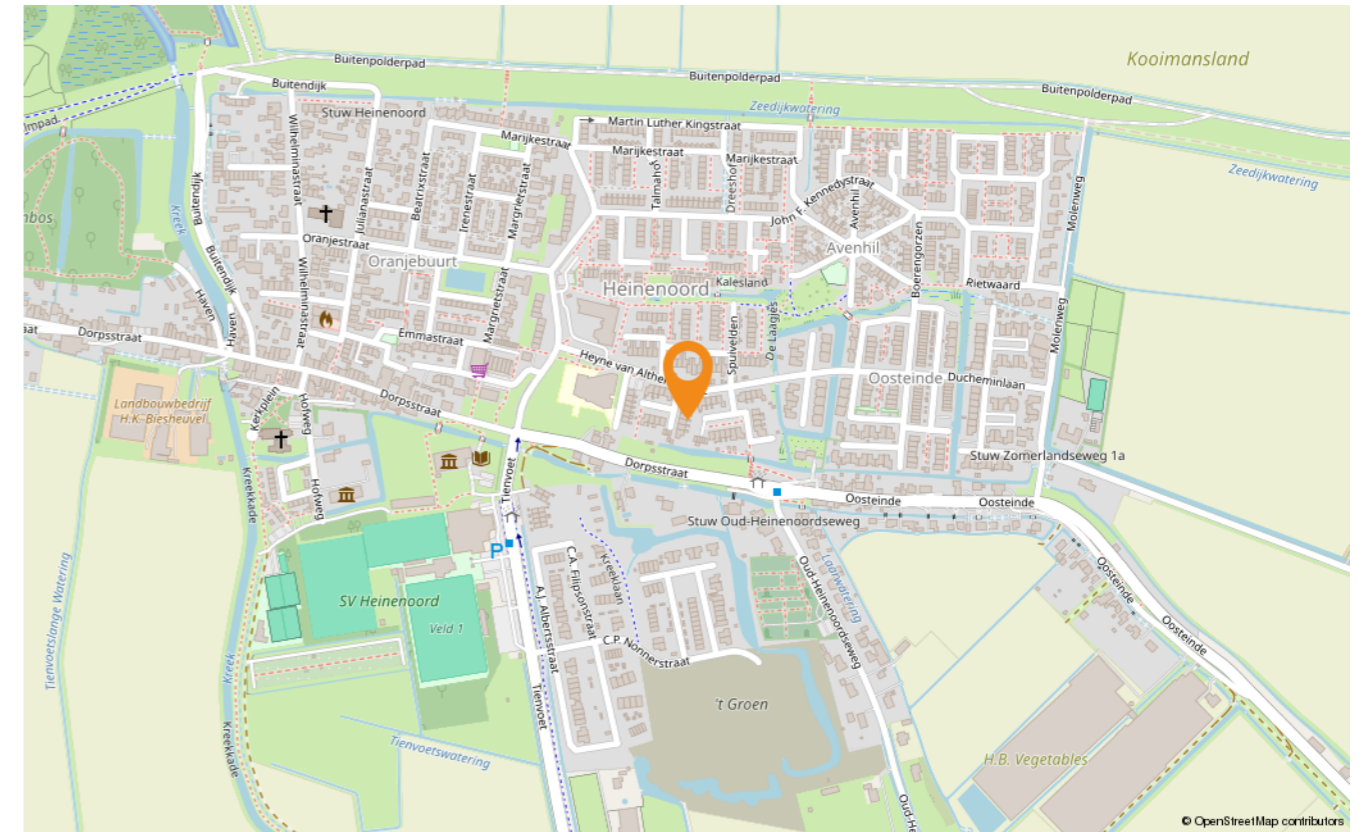 Kooimansland
Buitenpolderpad
Buitenpolderpad
Buitenpolderpad
Buitendijk
Zeedijkwatering
Zeedijkwatering
Stuw Heinenoord
Martin Luther Kingstraat
Marijkestraat
Marijkestraat
Marijkestraat
Wilhelminastraat
Julianastraat
Beatrixstraat
Irenestraat
Margrietstraat
Talmahof
Dreeshof
John F. Kennedystraat
Avenhil
Avenhil
Molenweg
Buitendijk
Kreek
Oranjestraat
Oranjebuurt
Buitendijk
Haven
Haven
Wilhelminastraat
Margrietstraat
Emmastraat
Heinenoord
Kalesland
Boerengorzen
Rietwaard
Molenweg
Spuivelden
De Laagjes
Dorpsstraat
Dorpsstraat
Oosteinde
Ducheminlaan
Landbouwbedrijf
H.K. Biesheuvel
Kerkplein
Hofweg
Hofweg
Kreekkade
Dorpsstraat
Tienvoet
Stuw Zomerlandseweg 1a
Oosteinde
Oosteinde
Stuw Oud-Heinenoordseweg
P
Tienvoetslange Watering
SV Heinenoord
Veld 1
C.A. Filipsonstraat
A.J. Albertsstraat
Kreeklaan
C.P. Nonnerstraat
Laarwatering
Oud-Heinenoordseweg
Oosteinde
Oosteinde
Kreek
Kreekkade
Tienvoetswatering
Tienvoet
't Groen
H.B. Vegetables
© OpenStreetMap contributors